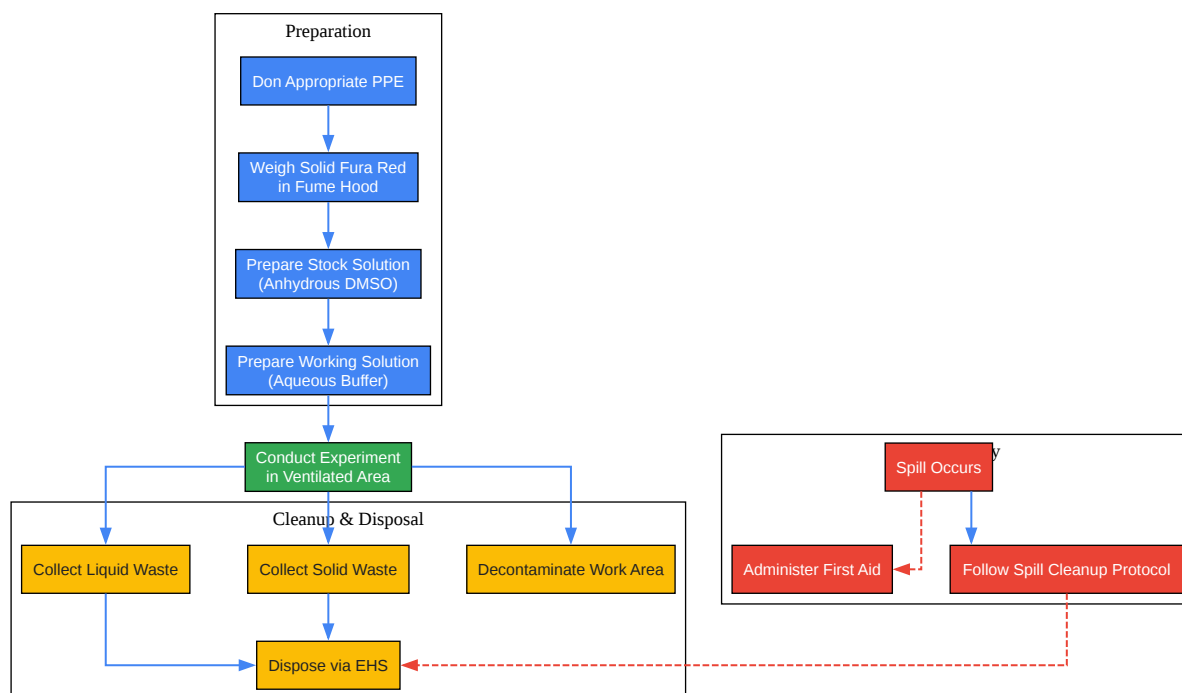 Preparation
Don Appropriate PPE
Weigh Solid Fura Red
in Fume Hood
Prepare Stock Solution
(Anhydrous DMSO)
Prepare Working Solution
(Aqueous Buffer)
Conduct Experiment
in Ventilated Area
Spill Occurs
Cleanup & Disposal
Collect Liquid Waste
Collect Solid Waste
Decontaminate Work Area
Administer First Aid
Follow Spill Cleanup Protocol
Dispose via EHS